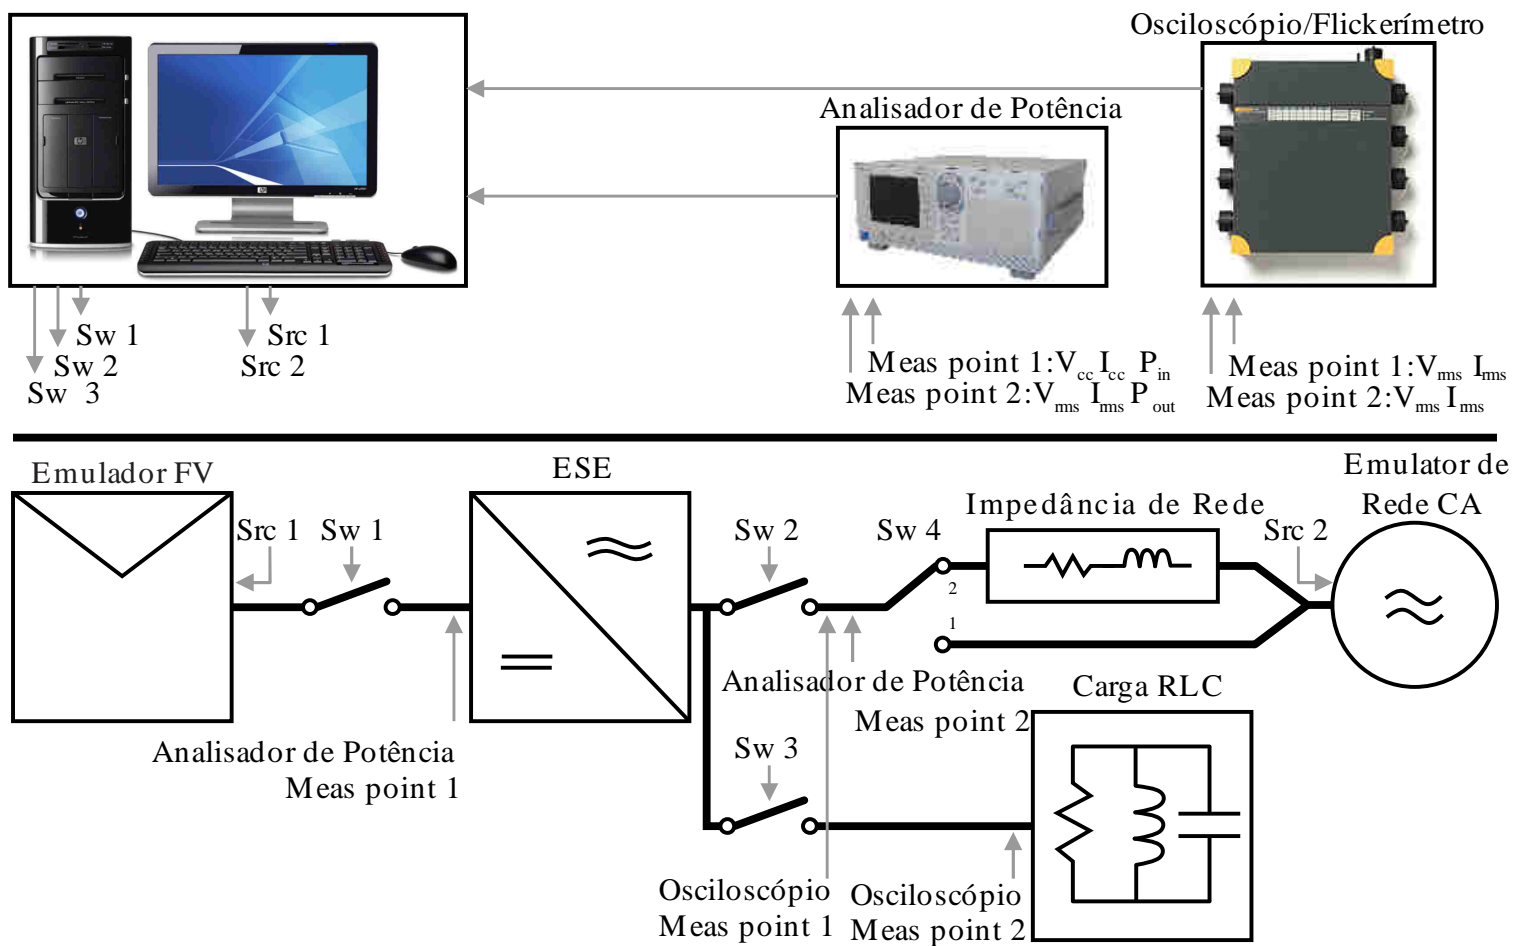 Osciloscópio/Flickerímetro
Analisador de Potência
Sw 1
Sw 2
Sw 3
Src 1
Src 2
Meas point 1:Vcc Icc Pin
Meas point 2:Vrms Irms Pout
Meas point 1:Vrms Irms
Meas point 2:Vrms Irms
Emulador FV
ESE
Emulator de
Rede CA
Impedância de Rede
Src 1
Sw 1
Sw 2
Sw 4
Src 2
2
1
Analisador de Potência
Meas point 1
Analisador de Potência
Meas point 2
Carga RLC
Sw 3
Osciloscópio
Meas point 1
Osciloscópio
Meas point 2